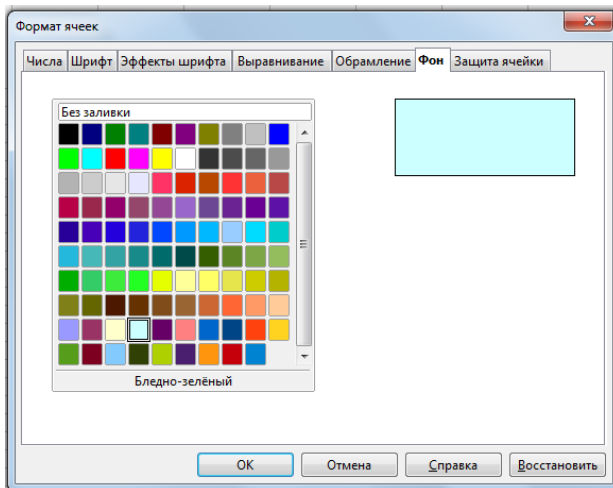 Формат ячеек
Числа Шрифт Эффекты шрифта Выравнивание Обрамление Фон Защита ячейки
Без заливки
Бледно-зелёный
OK Отмена Справка Восстановить